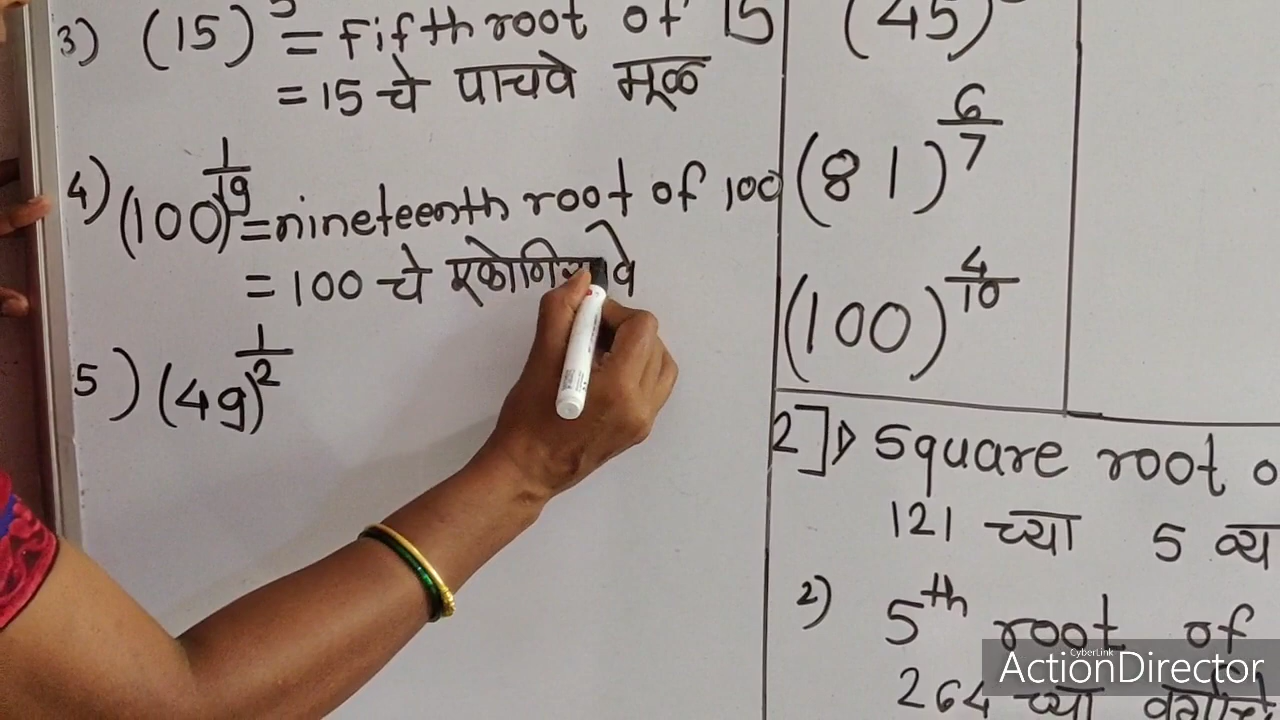 3) (15)^5 = Fifth root of 15
= 15 चे पाचवे मूळ
4) (100)^1/19 = nineteenth root of 100
= 100 चे
5) (49)^1/2
(45)
(81)^6/7
(100)^4/10
2] Square root o
121 च्या 5 व्य
2) 5th root of
264 च्या
CyberLink
ActionDirector